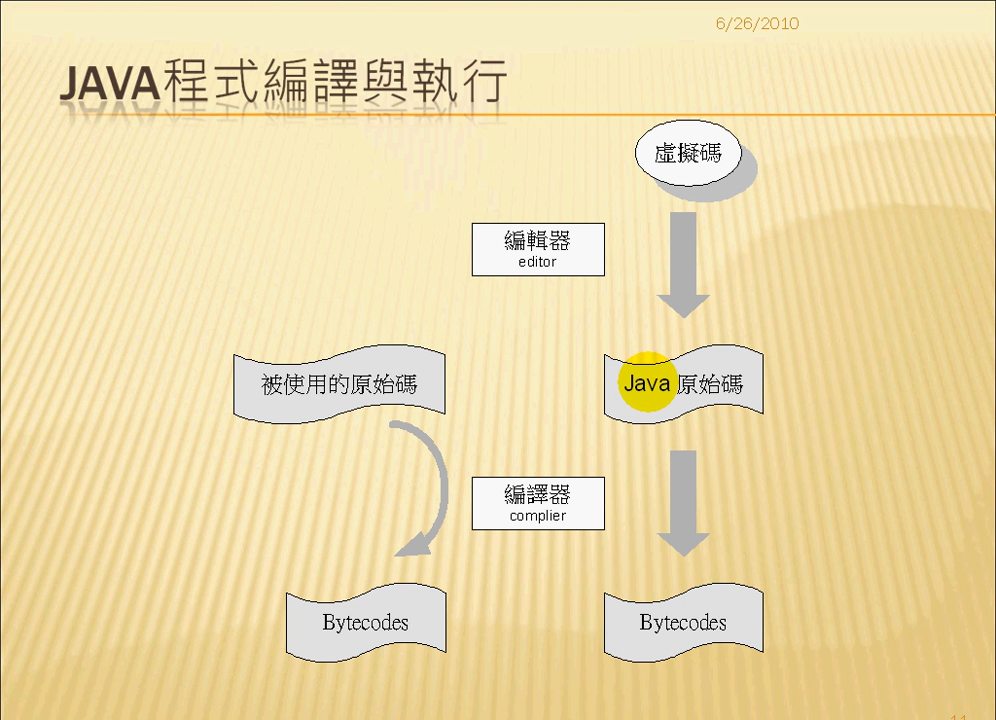 6/26/2010
JAVA程式編譯與執行
虛擬碼
編輯器
editor
被使用的原始碼
Java 原始碼
編譯器
complier
Bytecodes
Bytecodes